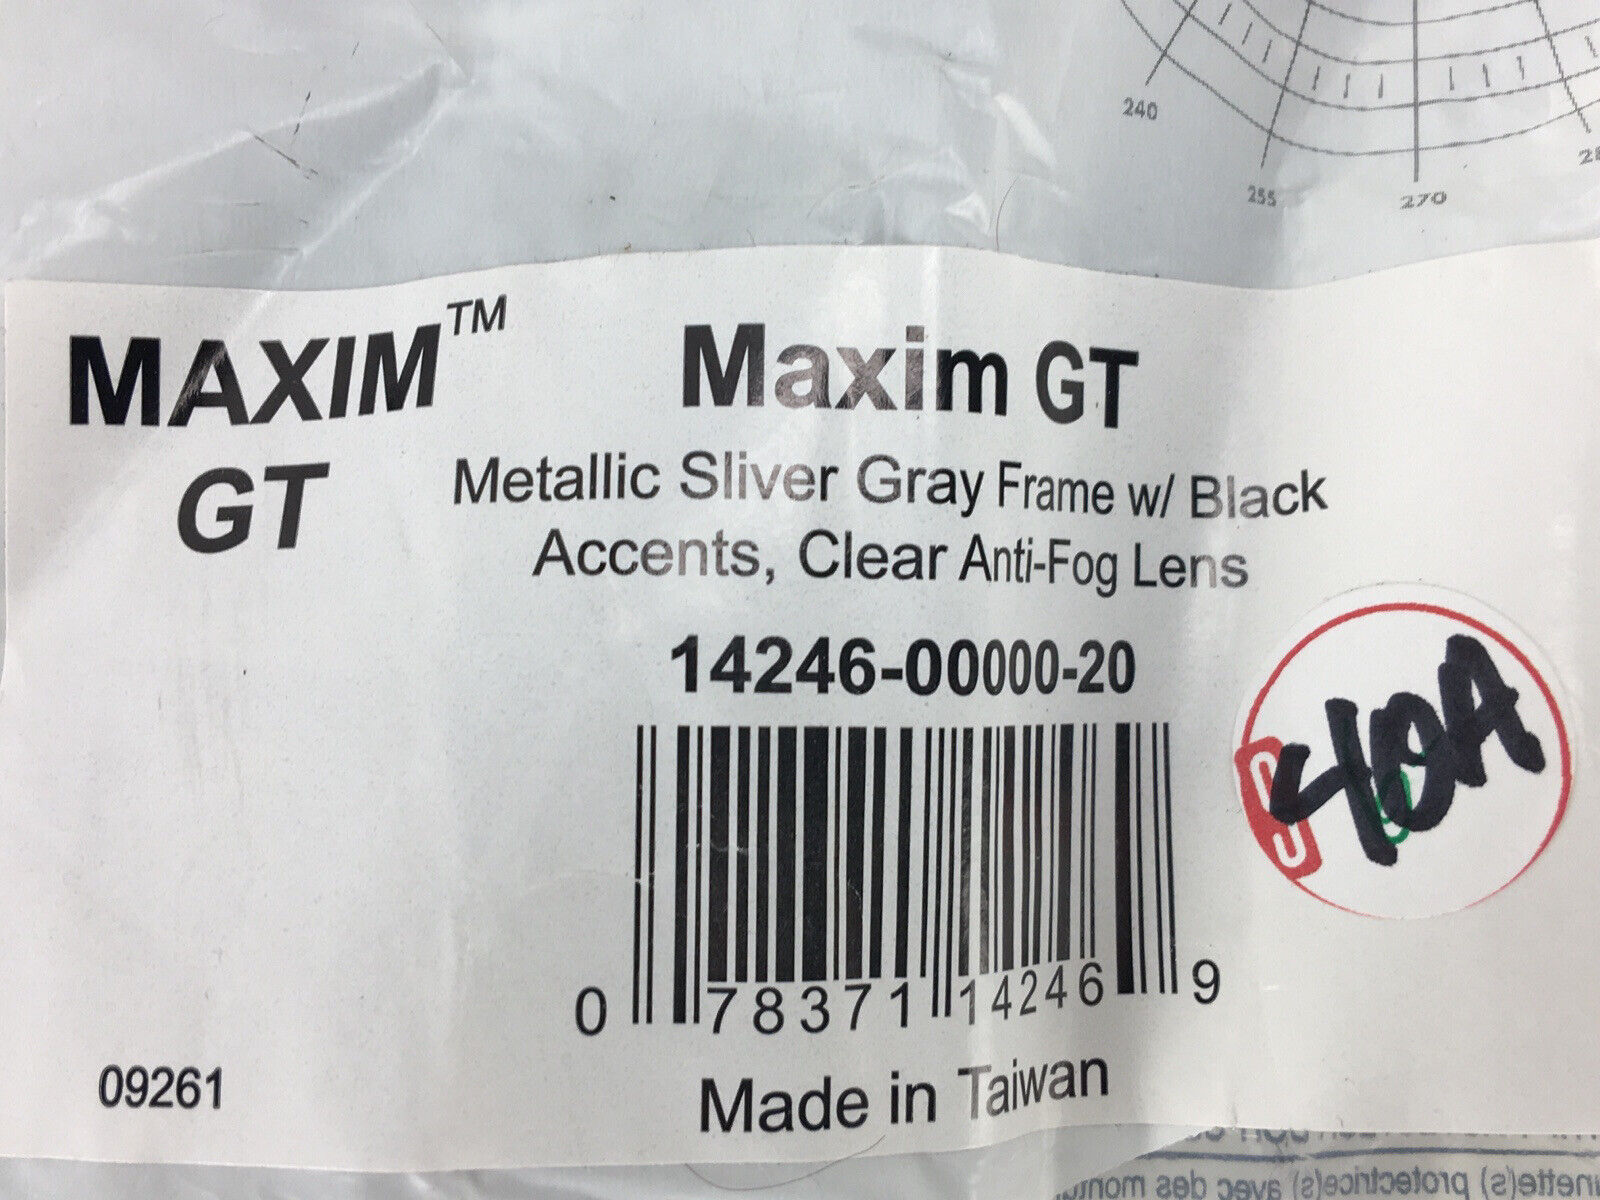 240
255
270
MAXIM™
GT
Maxim GT
Metallic Sliver Gray Frame w/ Black
Accents, Clear Anti-Fog Lens
14246-00000-20
40A
0 78371 14246 9
09261
Made in Taiwan